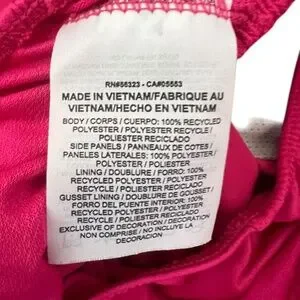 RN#56323 - CA#05553
MADE IN VIETNAM/FABRIQUE AU
VIETNAM/HECHO EN VIETNAM
BODY / CORPS / CUERPO: 100% RECYCLED
POLYESTER / POLYESTER RECYCLE /
POLIESTER RECICLADO
SIDE PANELS / PANNEAUX DE COTES /
PANELES LATERALES: 100% POLYESTER /
POLYESTER / POLIESTER
LINING / DOUBLURE / FORRO: 100%
RECYCLED POLYESTER / POLYESTER
RECYCLE / POLIESTER RECICLADO
GUSSET LINING / DOUBLURE DE GOUSSET /
FORRO DEL PUENTE INTERIOR: 100%
RECYCLED POLYESTER / POLYESTER
RECYCLE / POLIESTER RECICLADO
EXCLUSIVE OF DECORATION / DECORATION
NON COMPRISE / NO INCLUYE LA
DECORACION